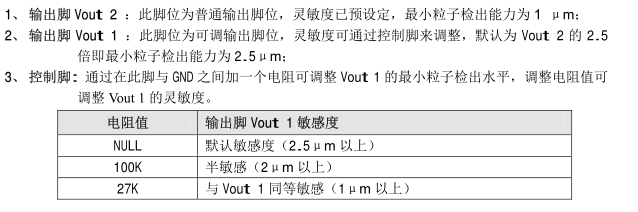 1、 输出脚 Vout 2 ：此脚位为普通输出脚位，灵敏度已预设定，最小粒子检出能力为 1 μm；
2、 输出脚 Vout 1 ：此脚位为可调输出脚位，灵敏度可通过控制脚来调整，默认为 Vout 2 的 2.5
倍即最小粒子检出能力为 2.5μm；
3、 控制脚：通过在此脚与 GND 之间加一个电阻可调整 Vout 1 的最小粒子检出水平，调整电阻值可
调整 Vout 1 的灵敏度。
电阻值 输出脚 Vout 1 敏感度
NULL 默认敏感度（2.5μm 以上）
100K 半敏感（2μm 以上）
27K 与 Vout 1 同等敏感（1μm 以上）